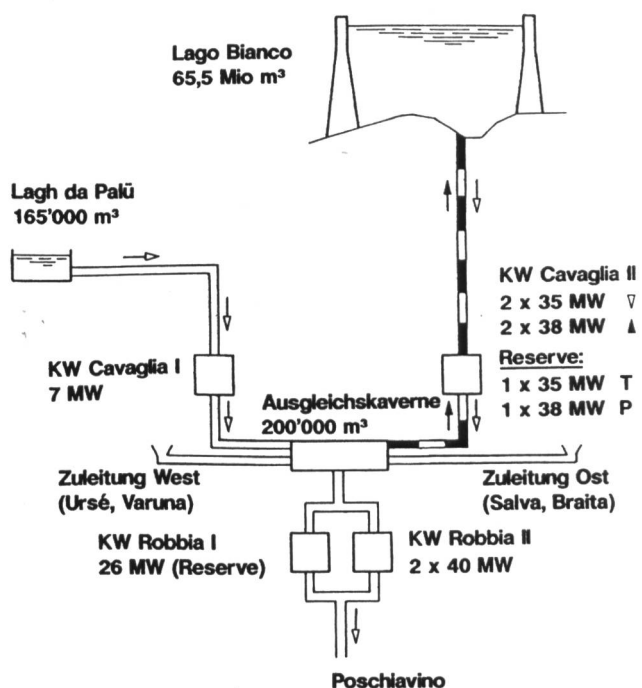 Lago Bianco
65,5 Mio m³
Lagh da Palü
165'000 m³
KW Cavaglia II
2 x 35 MW ▽
2 x 38 MW ▲
Reserve:
1 x 35 MW T
1 x 38 MW P
KW Cavaglia I
7 MW
Ausgleichskaverne
200'000 m³
Zuleitung West
(Ursé, Varuna)
Zuleitung Ost
(Salva, Braita)
KW Robbia I
26 MW (Reserve)
KW Robbia II
2 x 40 MW
Poschiavino